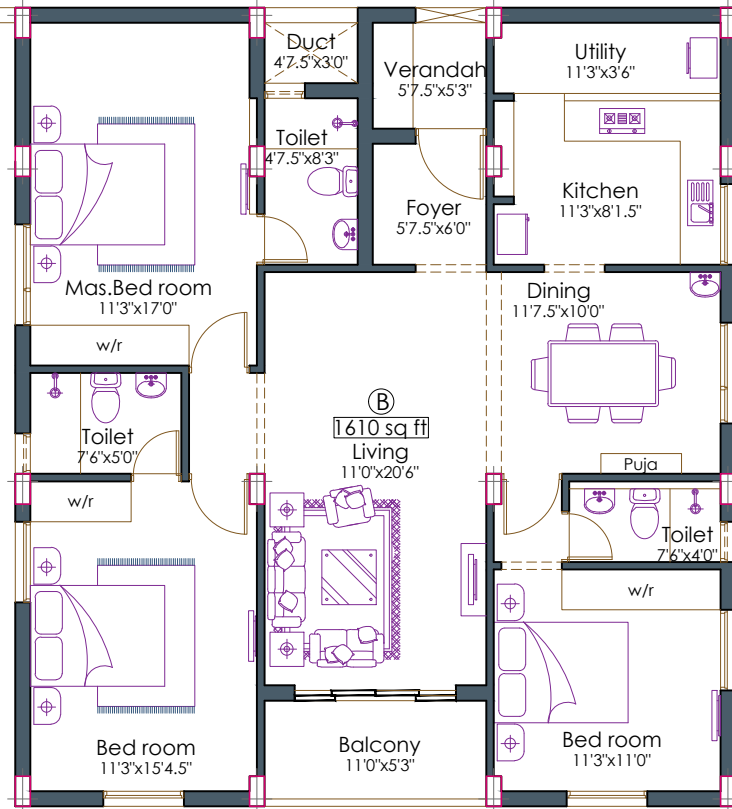 Duct
4'7.5"x3'0"
Verandah
5'7.5"x5'3"
Utility
11'3"x3'6"
Toilet
4'7.5"x8'3"
Foyer
5'7.5"x6'0"
Kitchen
11'3"x8'1.5"
Mas.Bed room
11'3"x17'0"
w/r
Dining
11'7.5"x10'0"
B
1610 sq ft
Living
11'0"x20'6"
Toilet
7'6"x5'0"
Puja
w/r
Toilet
7'6"x4'0"
w/r
Bed room
11'3"x15'4.5"
Balcony
11'0"x5'3"
Bed room
11'3"x11'0"